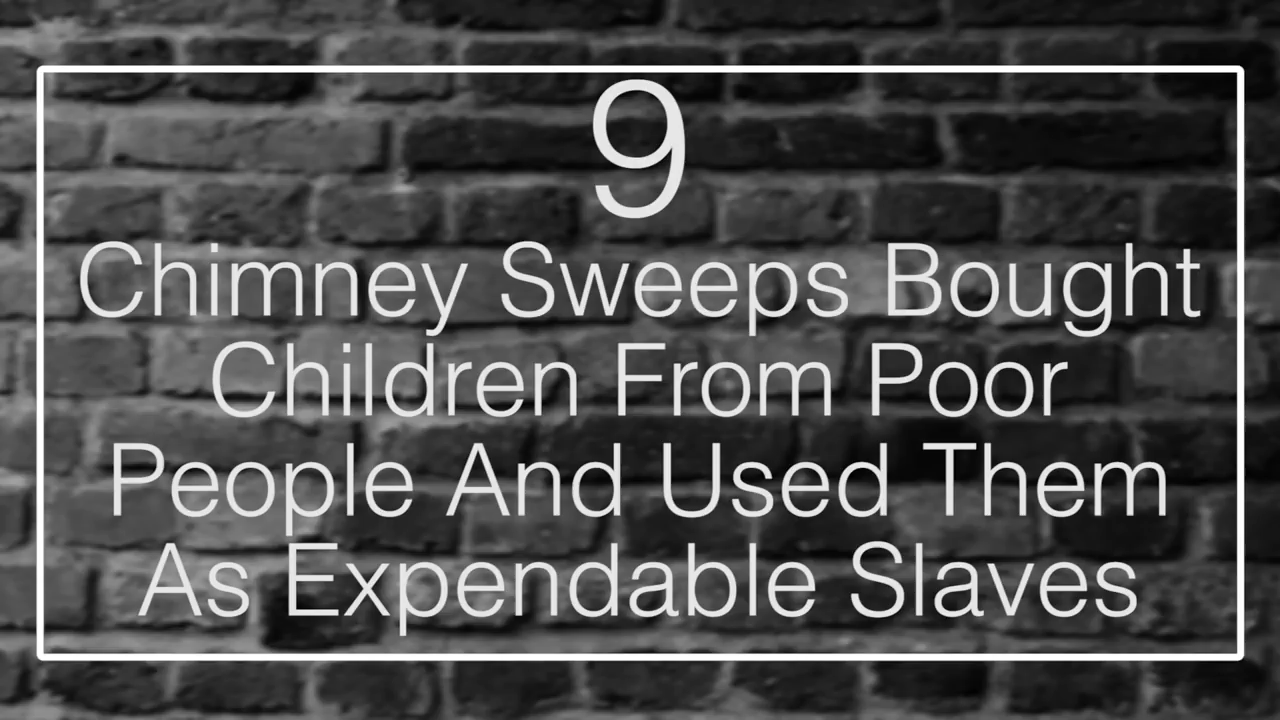 9
Chimney Sweeps Bought
Children From Poor
People And Used Them
As Expendable Slaves